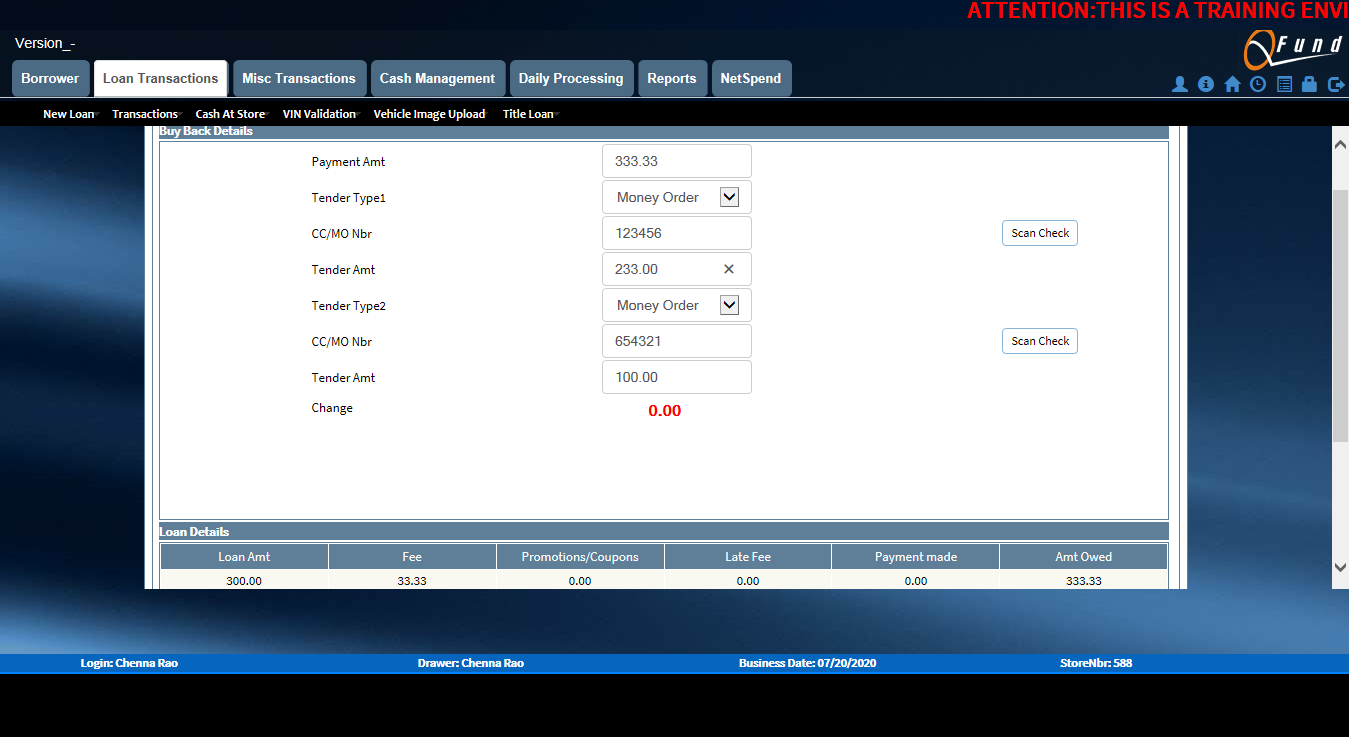 ATTENTION:THIS IS A TRAINING ENVI
Version_-
QFund
Borrower Loan Transactions Misc Transactions Cash Management Daily Processing Reports NetSpend
New Loan Transactions Cash At Store VIN Validation Vehicle Image Upload Title Loan
Buy Back Details
Payment Amt 333.33
Tender Type1 Money Order
CC/MO Nbr 123456 Scan Check
Tender Amt 233.00
Tender Type2 Money Order
CC/MO Nbr 654321 Scan Check
Tender Amt 100.00
Change 0.00
Loan Details
Loan Amt Fee Promotions/Coupons Late Fee Payment made Amt Owed
300.00 33.33 0.00 0.00 0.00 333.33
Login: Chenna Rao Drawer: Chenna Rao Business Date: 07/20/2020 StoreNbr: 588